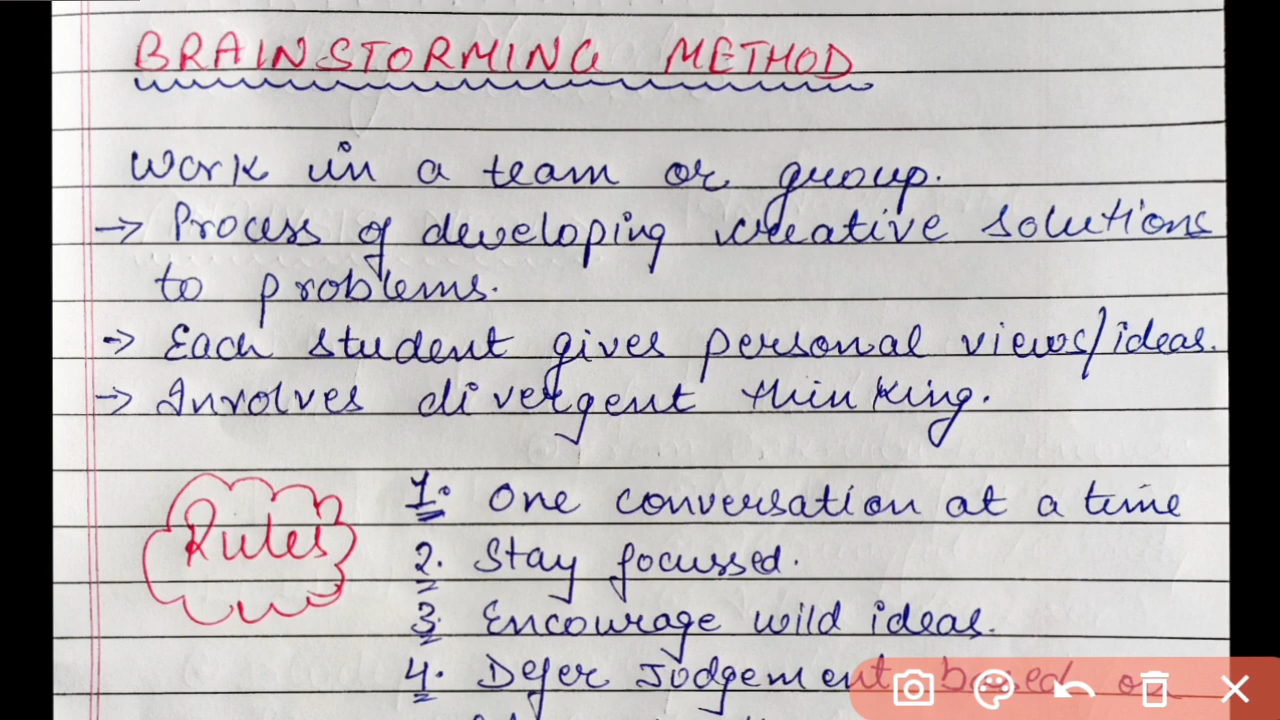 BRAINSTORMING METHOD
Work in a team or group.
→ Process of developing creative solutions
to problems.
→ Each student gives personal views/ideas.
→ Involves divergent thinking.
Rules
1. One conversation at a time
2. Stay focussed.
3. Encourage wild ideas.
4. Defer Judgement based on